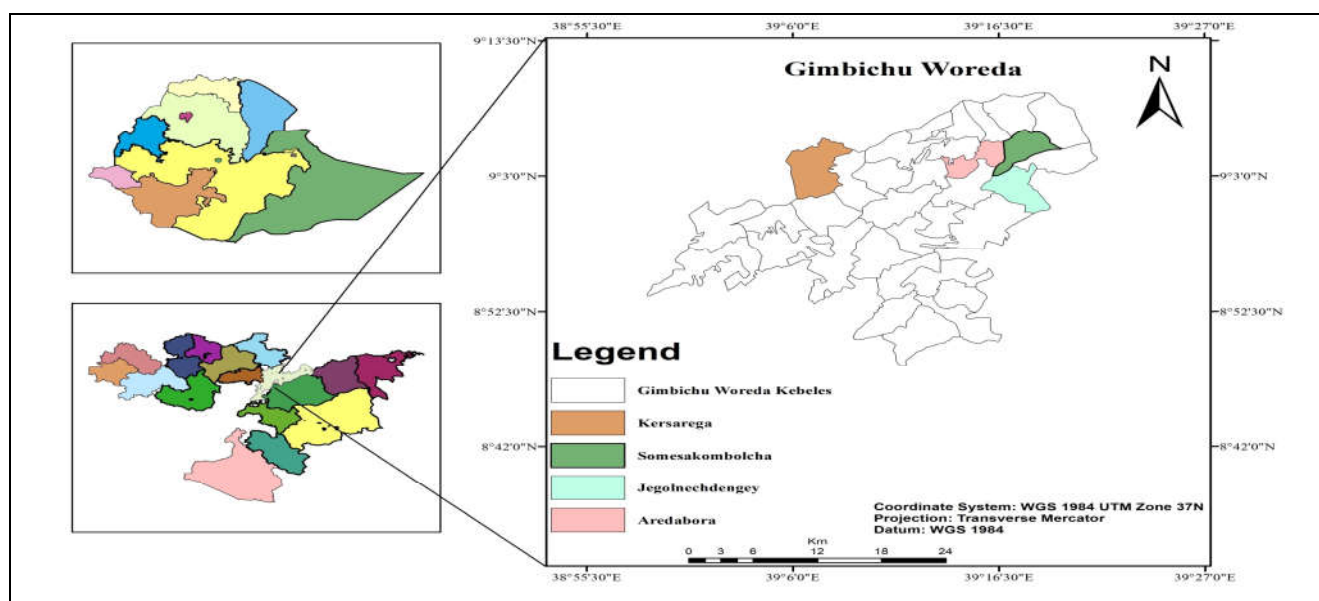 38°55'30"E 39°6'0"E 39°16'30"E 39°27'0"E
9°13'30"N
Gimbichu Woreda
N
9°3'0"N
9°3'0"N
8°52'30"N
8°52'30"N
Legend
Gimbichu Woreda Kebeles
Kersarega
8°42'0"N
8°42'0"N
Somesakombolcha
Jegolnechdengey
Aredabora
Coordinate System: WGS 1984 UTM Zone 37N
Projection: Transverse Mercator
Datum: WGS 1984
Km
0 3 6 12 18 24
38°55'30"E 39°6'0"E 39°16'30"E 39°27'0"E